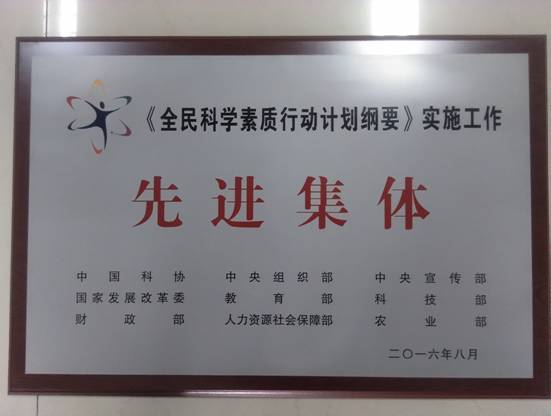 《全民科学素质行动计划纲要》实施工作
先进集体
中国科协 中央组织部 中央宣传部
国家发展改革委 教育部 科技部
财政部 人力资源社会保障部 农业部
二〇一六年八月